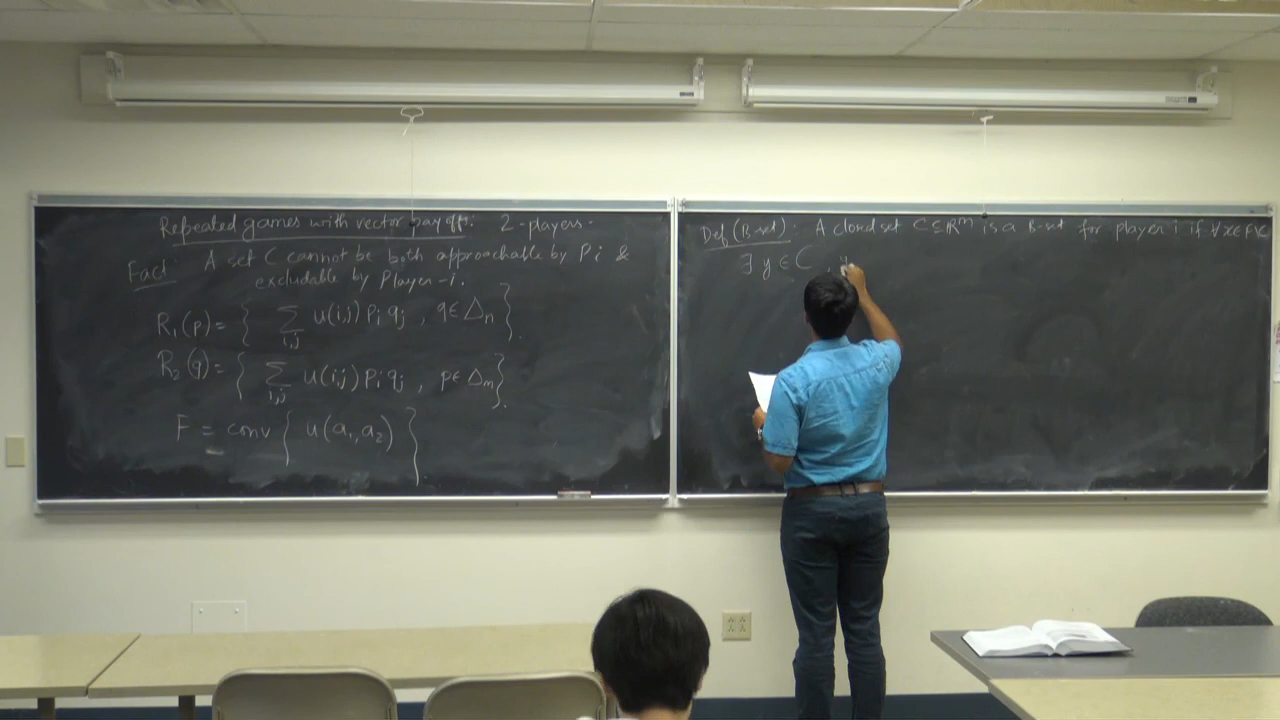 Repeated games with vector payoffs: 2-players.
Fact: A set C cannot be both approachable by Pi &
excludable by Player -i.
R₁(p) = { ∑_{i,j} u(i,j) Pi qj , q∈Δn }.
R₂(q) = { ∑_{i,j} u(i,j) Pi qj , p∈Δm }.
F = conv { u(a₁,a₂) }.
Def (B-set). A closed set C⊆ℝᵐ is a B-set for player i if ∀x∈F\C
∃ y ∈ C